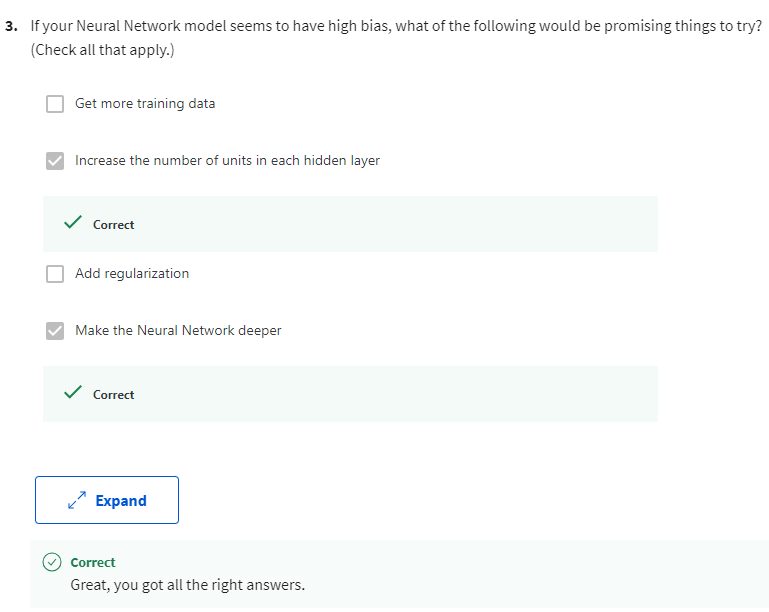 3. If your Neural Network model seems to have high bias, what of the following would be promising things to try?
(Check all that apply.)
Get more training data
Increase the number of units in each hidden layer
Correct
Add regularization
Make the Neural Network deeper
Correct
Expand
Correct
Great, you got all the right answers.